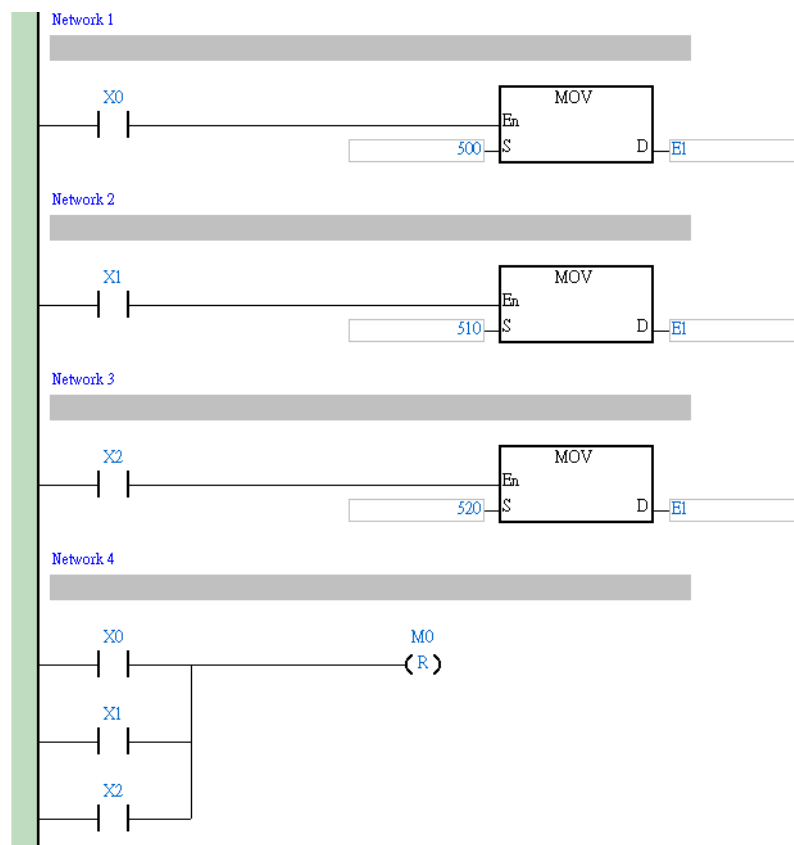 Network 1
X0
MOV
En
500 S D E1
Network 2
X1
MOV
En
510 S D E1
Network 3
X2
MOV
En
520 S D E1
Network 4
X0 M0
( R )
X1
X2